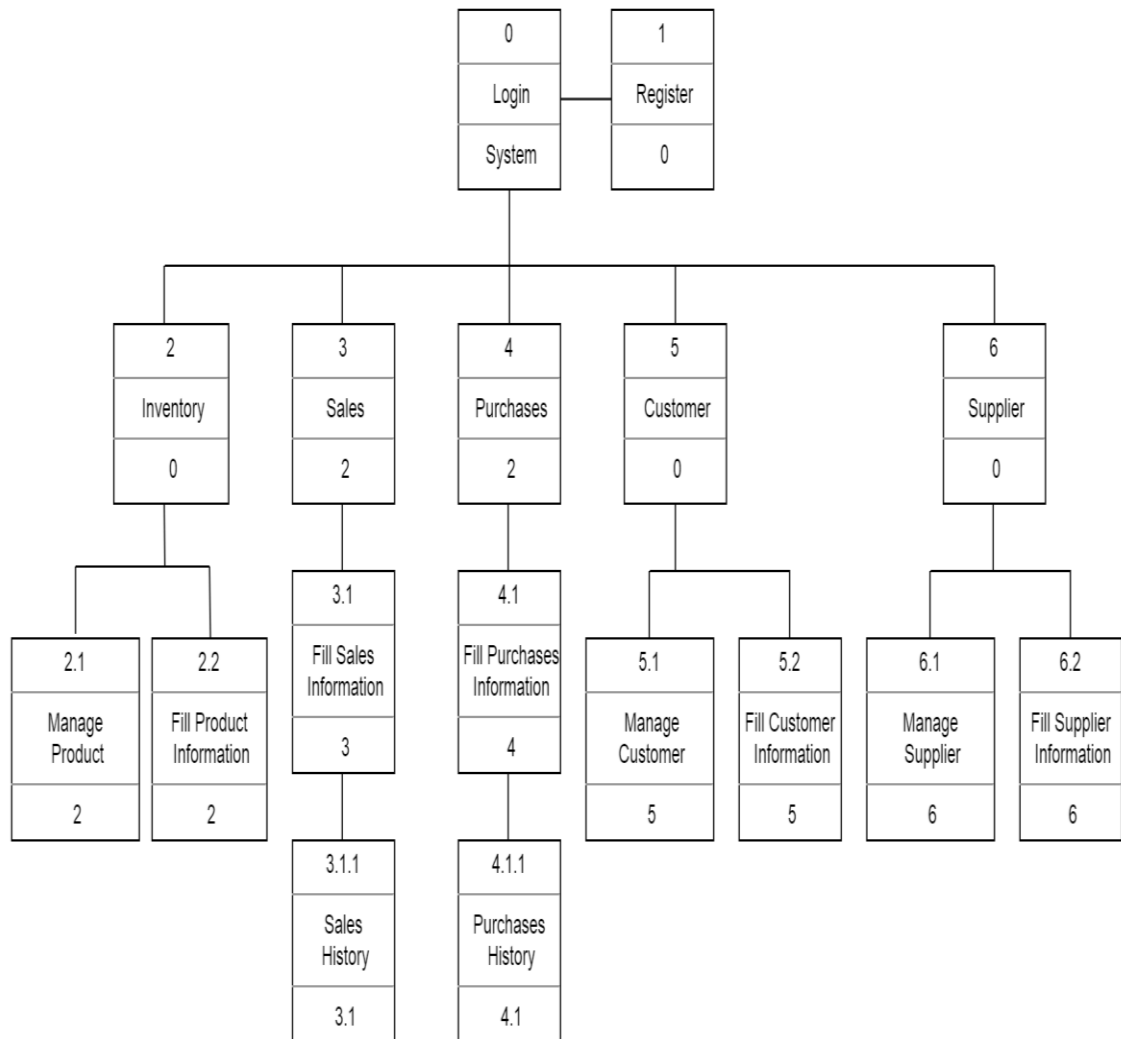 0
Login
System
1
Register
0
2
Inventory
0
3
Sales
2
4
Purchases
2
5
Customer
0
6
Supplier
0
2.1
Manage
Product
2
2.2
Fill Product
Information
2
3.1
Fill Sales
Information
3
4.1
Fill Purchases
Information
4
5.1
Manage
Customer
5
5.2
Fill Customer
Information
5
6.1
Manage
Supplier
6
6.2
Fill Supplier
Information
6
3.1.1
Sales
History
3.1
4.1.1
Purchases
History
4.1